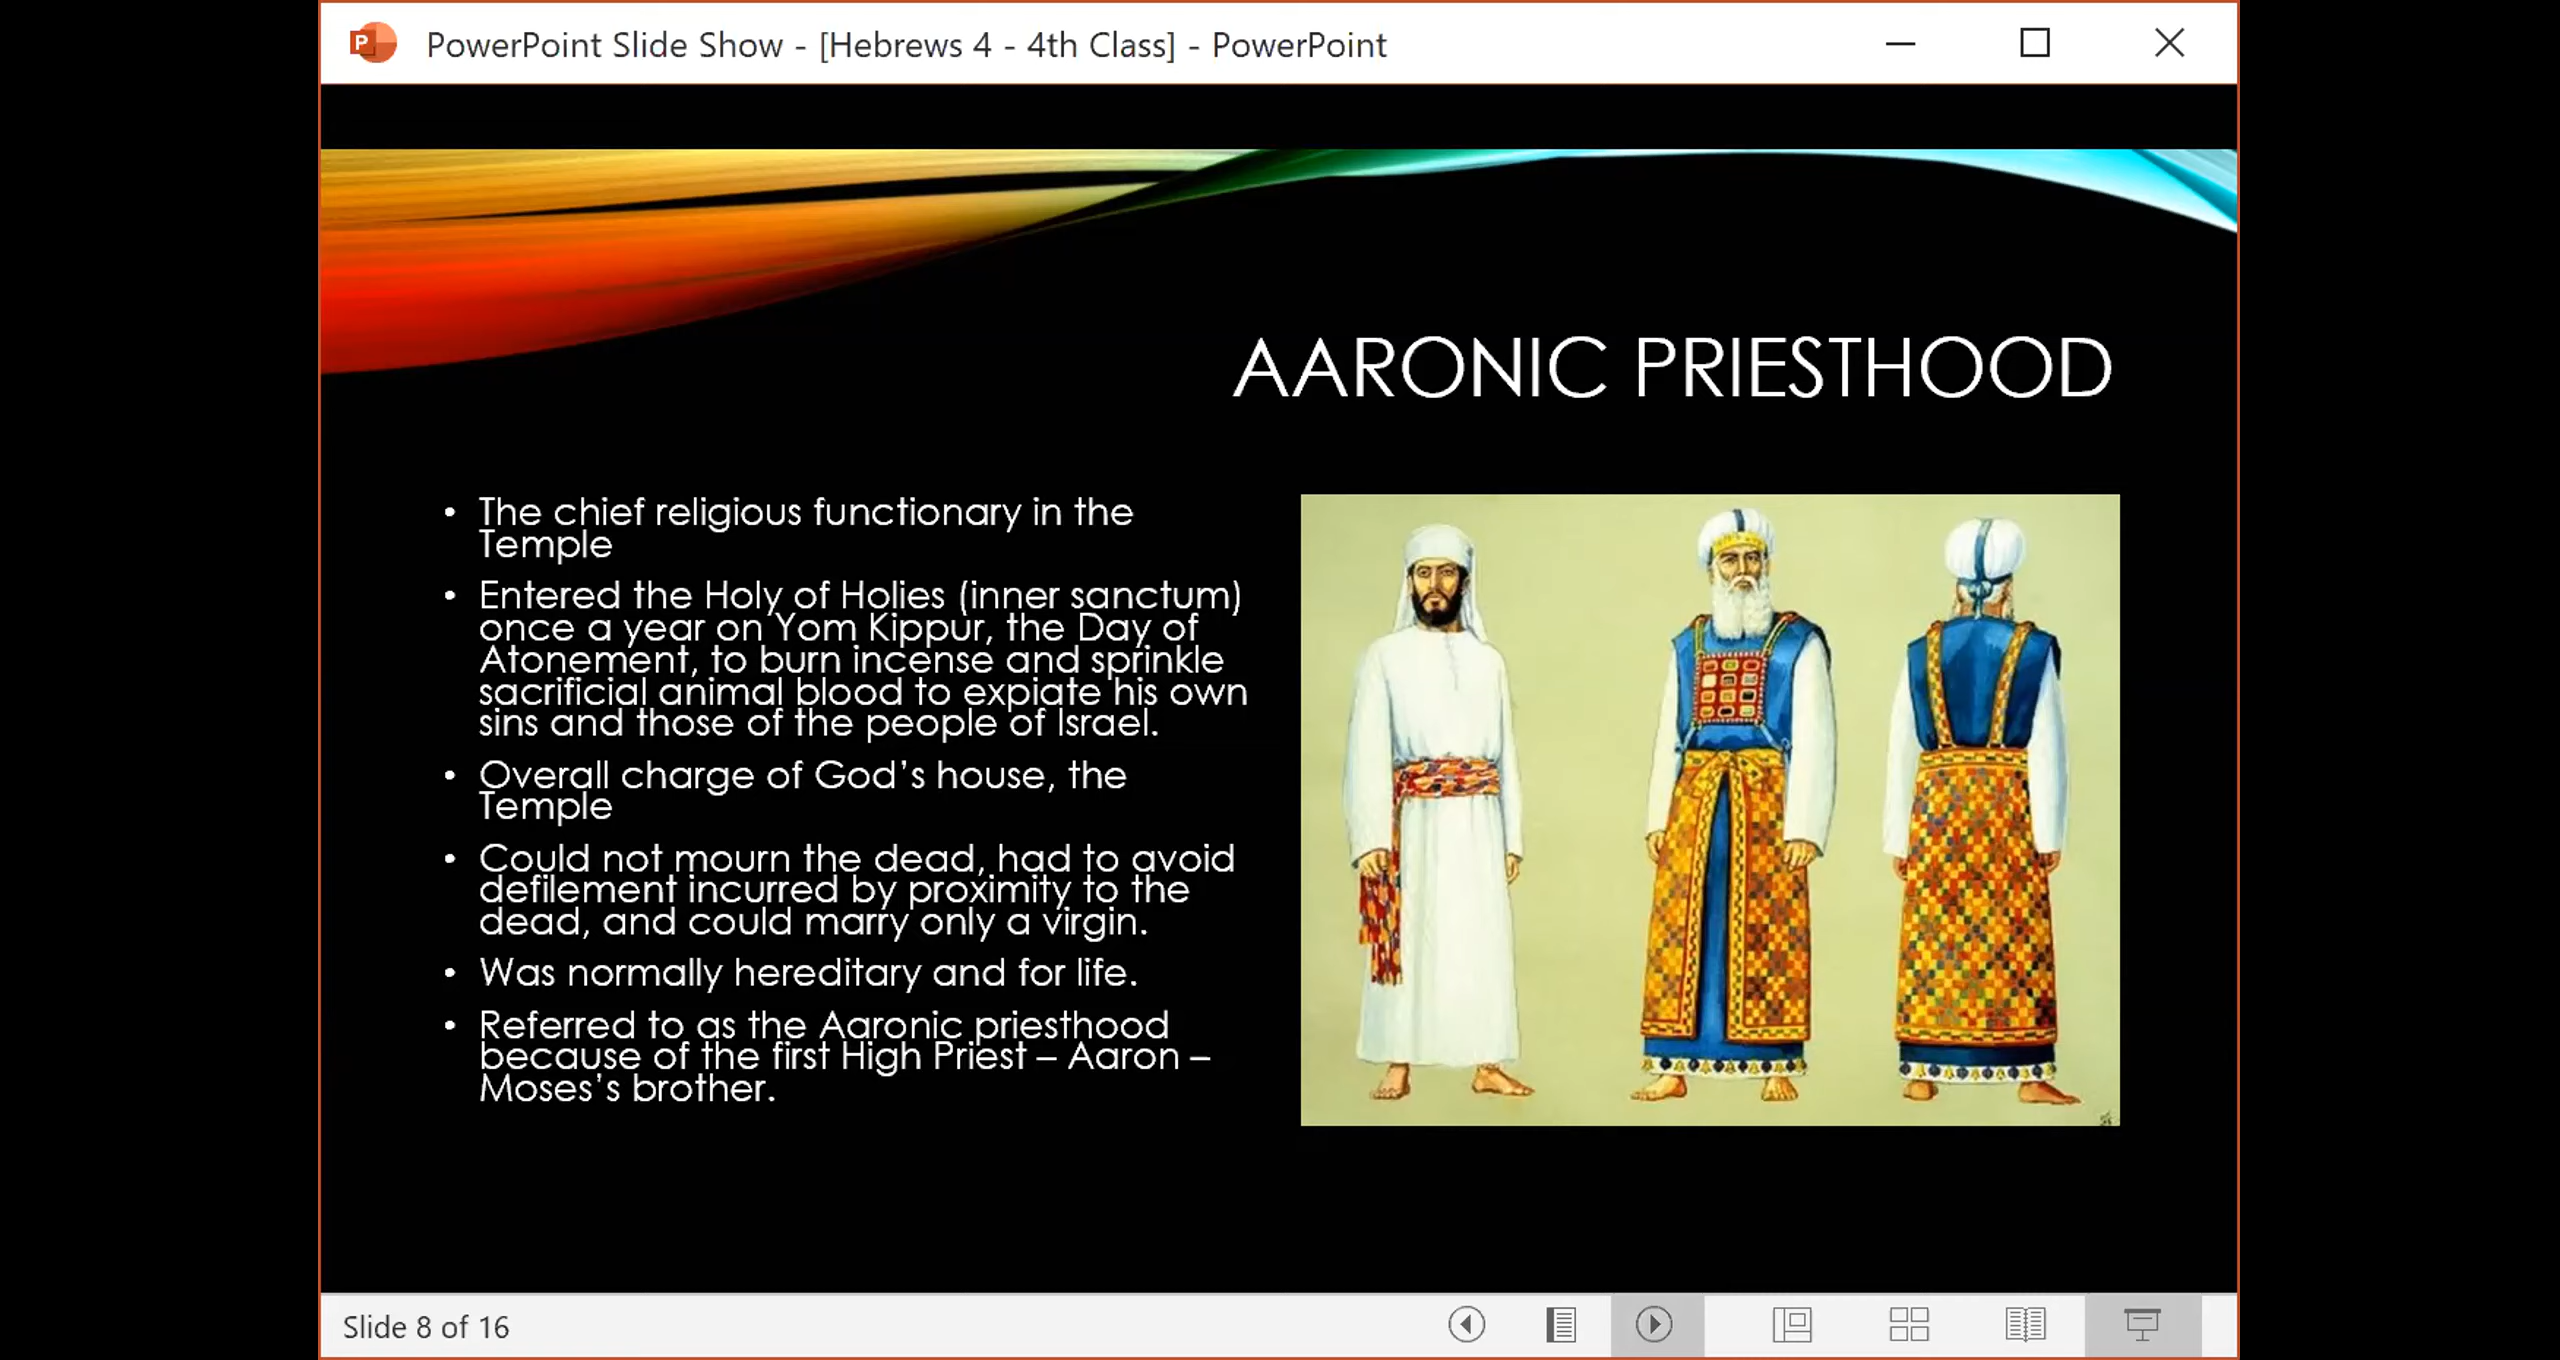 PowerPoint Slide Show - [Hebrews 4 - 4th Class] - PowerPoint
AARONIC PRIESTHOOD
• The chief religious functionary in the
Temple
• Entered the Holy of Holies (inner sanctum)
once a year on Yom Kippur, the Day of
Atonement, to burn incense and sprinkle
sacrificial animal blood to expiate his own
sins and those of the people of Israel.
• Overall charge of God’s house, the
Temple
• Could not mourn the dead, had to avoid
defilement incurred by proximity to the
dead, and could marry only a virgin.
• Was normally hereditary and for life.
• Referred to as the Aaronic priesthood
because of the first High Priest – Aaron –
Moses’s brother.
Slide 8 of 16